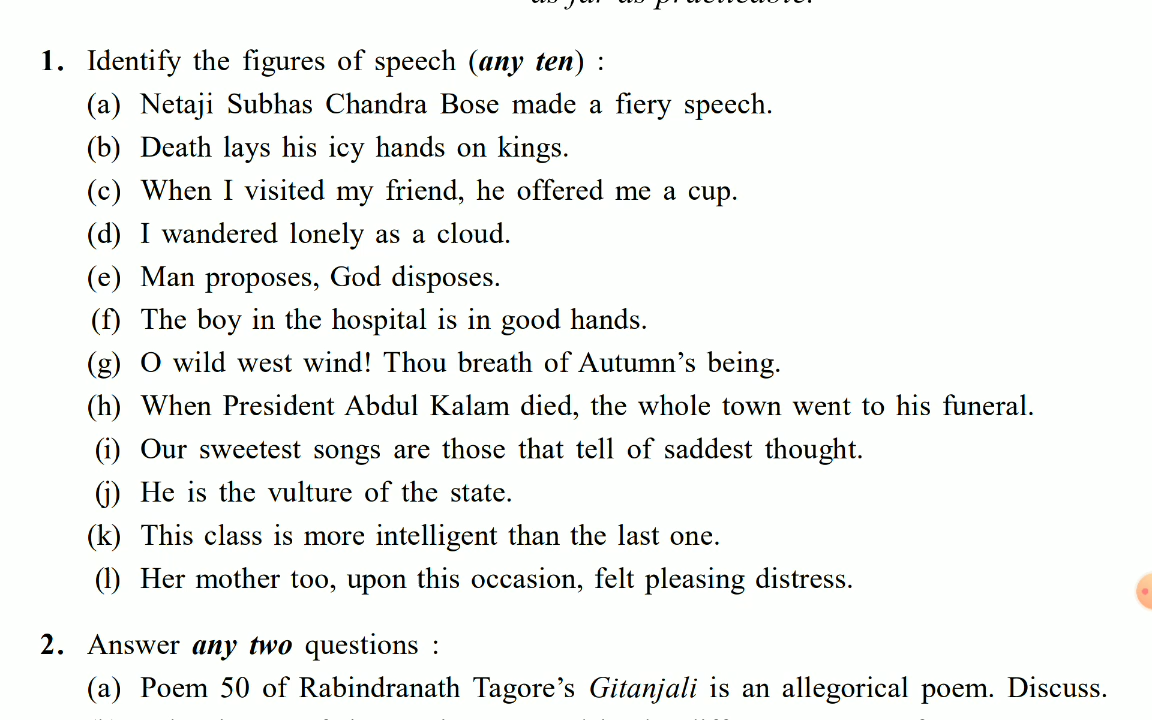 1. Identify the figures of speech (any ten) :
(a) Netaji Subhas Chandra Bose made a fiery speech.
(b) Death lays his icy hands on kings.
(c) When I visited my friend, he offered me a cup.
(d) I wandered lonely as a cloud.
(e) Man proposes, God disposes.
(f) The boy in the hospital is in good hands.
(g) O wild west wind! Thou breath of Autumn’s being.
(h) When President Abdul Kalam died, the whole town went to his funeral.
(i) Our sweetest songs are those that tell of saddest thought.
(j) He is the vulture of the state.
(k) This class is more intelligent than the last one.
(l) Her mother too, upon this occasion, felt pleasing distress.
2. Answer any two questions :
(a) Poem 50 of Rabindranath Tagore’s Gitanjali is an allegorical poem. Discuss.